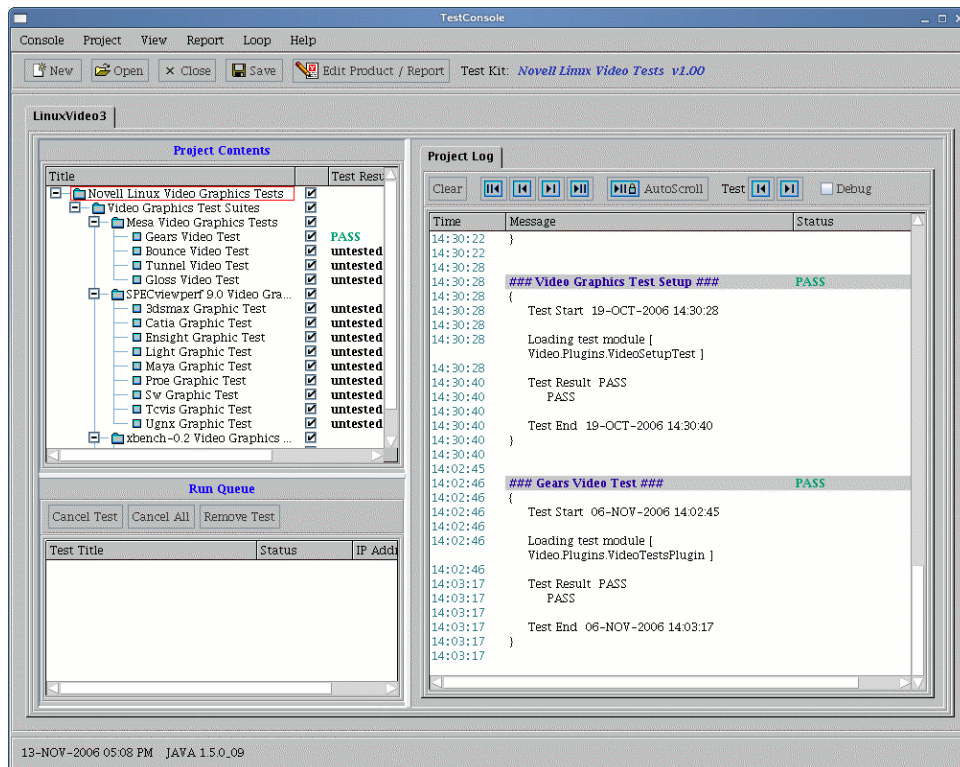 TestConsole
Console Project View Report Loop Help
New Open Close Save Edit Product / Report Test Kit: Novell Linux Video Tests v1.00
LinuxVideo3
Project Contents
Title Test Resu
Novell Linux Video Graphics Tests
Video Graphics Test Suites
Mesa Video Graphics Tests
Gears Video Test PASS
Bounce Video Test untested
Tunnel Video Test untested
Gloss Video Test untested
SPECviewperf 9.0 Video Gra...
3dsmax Graphic Test untested
Catia Graphic Test untested
Ensight Graphic Test untested
Light Graphic Test untested
Maya Graphic Test untested
Proe Graphic Test untested
Sw Graphic Test untested
Tcvis Graphic Test untested
Ugnx Graphic Test untested
xbench-0.2 Video Graphics ...
Run Queue
Cancel Test Cancel All Remove Test
Test Title Status IP Addr
Project Log
Clear AutoScroll Test Debug
Time Message Status
14:30:22 }
14:30:22
14:30:28
14:30:28 ### Video Graphics Test Setup ### PASS
14:30:28 {
14:30:28 Test Start 19-OCT-2006 14:30:28
14:30:28
14:30:28 Loading test module [
Video.Plugins.VideoSetupTest ]
14:30:28
14:30:40 Test Result PASS
14:30:40 PASS
14:30:40
14:30:40 Test End 19-OCT-2006 14:30:40
14:30:40 }
14:30:40
14:02:45
14:02:46 ### Gears Video Test ### PASS
14:02:46 {
14:02:46 Test Start 06-NOV-2006 14:02:45
14:02:46
14:02:46 Loading test module [
Video.Plugins.VideoTestsPlugin ]
14:02:46
14:03:17 Test Result PASS
14:03:17 PASS
14:03:17
14:03:17 Test End 06-NOV-2006 14:03:17
14:03:17 }
14:03:17
13-NOV-2006 05:08 PM JAVA 1.5.0_09